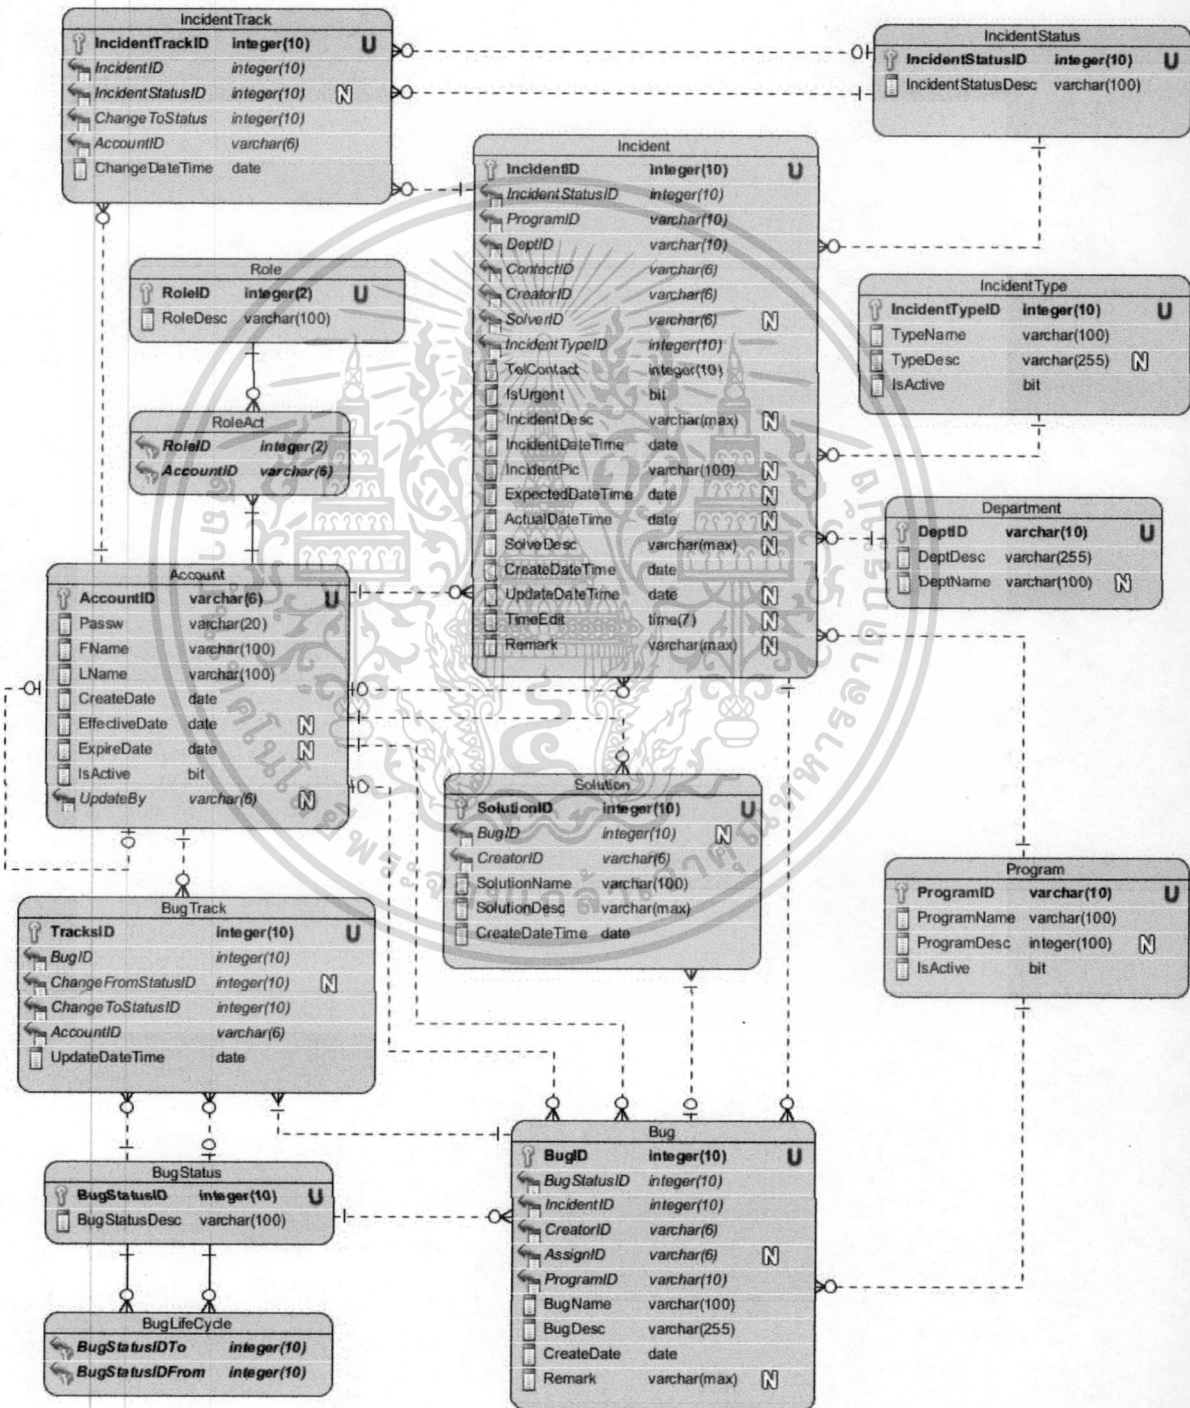 IncidentTrack
IncidentTrackID integer(10) U
IncidentID integer(10)
IncidentStatusID integer(10) N
ChangeToStatus integer(10)
AccountID varchar(6)
ChangeDateTime date
IncidentStatus
IncidentStatusID integer(10) U
IncidentStatusDesc varchar(100)
Incident
IncidentID integer(10) U
IncidentStatusID integer(10)
ProgramID varchar(10)
DeptID varchar(10)
ContectID varchar(6)
CreatorID varchar(6)
SolverID varchar(6) N
IncidentTypeID integer(10)
TelContact integer(10)
IsUrgent bit
IncidentDesc varchar(max) N
IncidentDateTime date
IncidentPic varchar(100) N
ExpectedDateTime date N
ActualDateTime date N
SolveDesc varchar(max) N
CreateDateTime date
UpdateDateTime date N
TimeEdit time(7) N
Remark varchar(max) N
Role
RoleID integer(2) U
RoleDesc varchar(100)
IncidentType
IncidentTypeID integer(10) U
TypeName varchar(100)
TypeDesc varchar(255) N
IsActive bit
RoleAct
RoleID integer(2)
AccountID varchar(6)
Department
DeptID varchar(10) U
DeptDesc varchar(255)
DeptName varchar(100) N
Account
AccountID varchar(6) U
Passw varchar(20)
FName varchar(100)
LName varchar(100)
CreateDate date
EffectiveDate date N
ExpireDate date N
IsActive bit
UpdateBy varchar(6) N
Solution
SolutionID integer(10) U
BugID integer(10) N
CreatorID varchar(6)
SolutionName varchar(100)
SolutionDesc varchar(max)
CreateDateTime date
Program
ProgramID varchar(10) U
ProgramName varchar(100)
ProgramDesc integer(100) N
IsActive bit
BugTrack
TracksID integer(10) U
BugID integer(10)
ChangeFromStatusID integer(10) N
ChangeToStatusID integer(10)
AccountID varchar(6)
UpdateDateTime date
BugStatus
BugStatusID integer(10) U
BugStatusDesc varchar(100)
Bug
BugID integer(10) U
BugStatusID integer(10)
IncidentID integer(10)
CreatorID varchar(6)
AssignID varchar(6) N
ProgramID varchar(10)
BugName varchar(100)
BugDesc varchar(255)
CreateDate date
Remark varchar(max) N
BugLifeCycle
BugStatusIDTo integer(10)
BugStatusIDFrom integer(10)